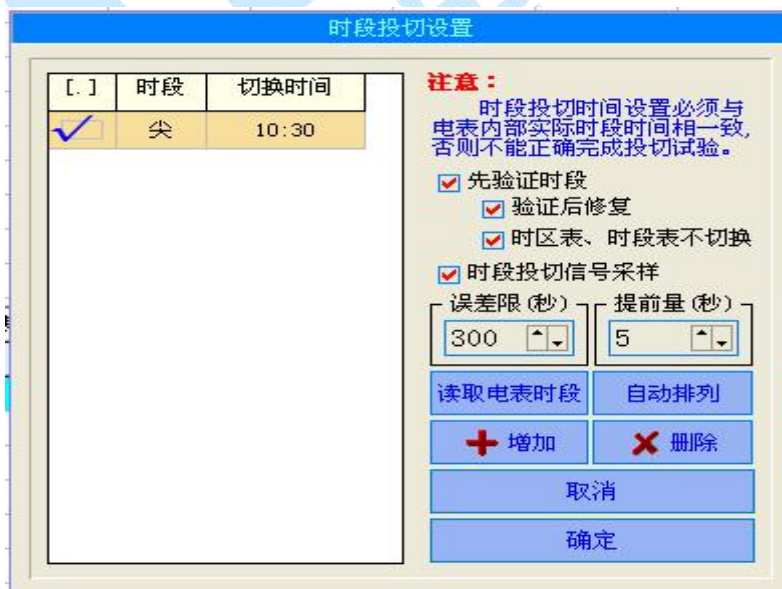 时段投切设置
[.] 时段 切换时间
尖 10:30
注意：
时段投切时间设置必须与
电表内部实际时段时间相一致,
否则不能正确完成投切试验。
先验证时段
验证后修复
时区表、时段表不切换
时段投切信号采样
误差限(秒) 提前量(秒)
300 5
读取电表时段 自动排列
增加 删除
取消
确定